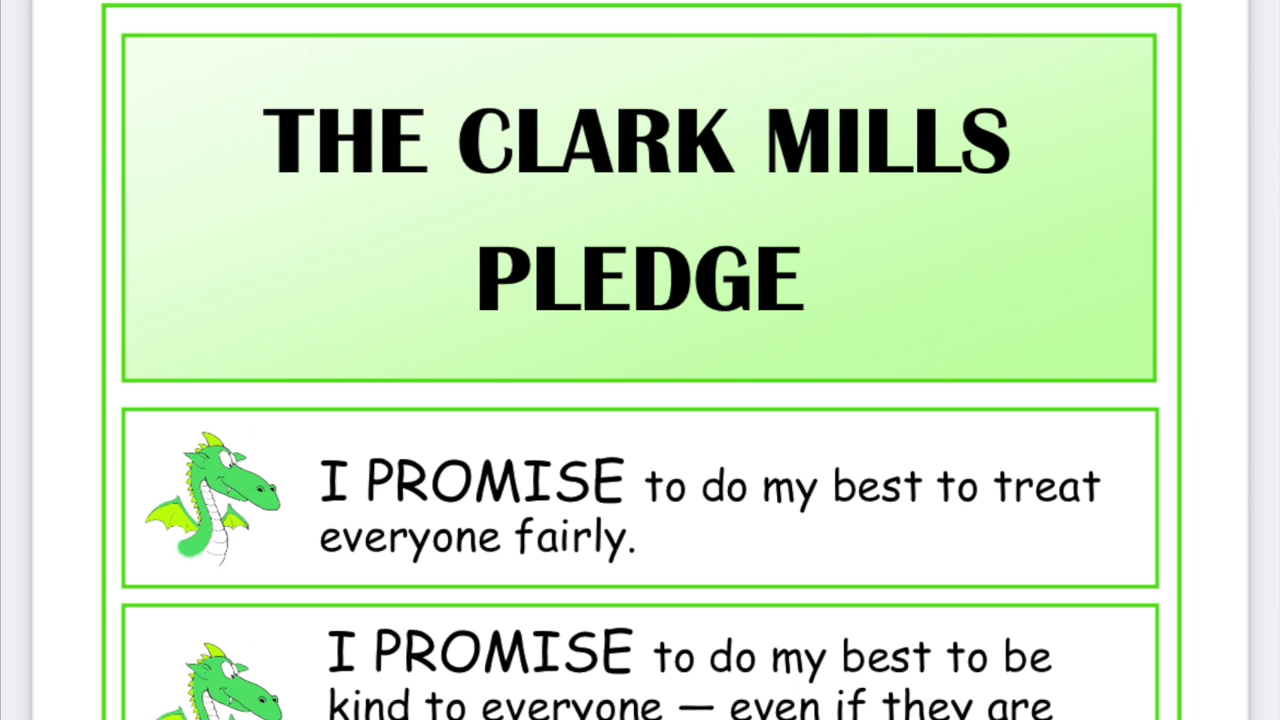 THE CLARK MILLS
PLEDGE
I PROMISE to do my best to treat
everyone fairly.
I PROMISE to do my best to be
kind to everyone — even if they are